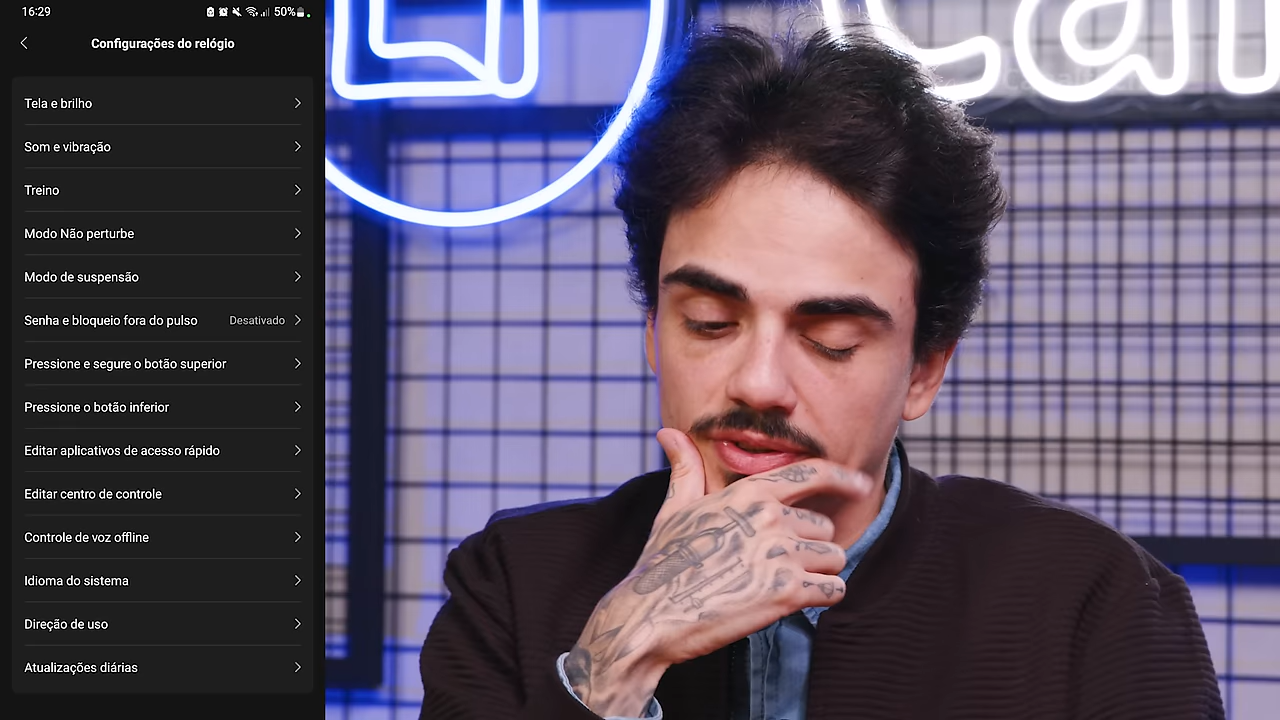 16:29
50%
Configurações do relógio
Tela e brilho
Som e vibração
Treino
Modo Não perturbe
Modo de suspensão
Senha e bloqueio fora do pulso Desativado
Pressione e segure o botão superior
Pressione o botão inferior
Editar aplicativos de acesso rápido
Editar centro de controle
Controle de voz offline
Idioma do sistema
Direção de uso
Atualizações diárias